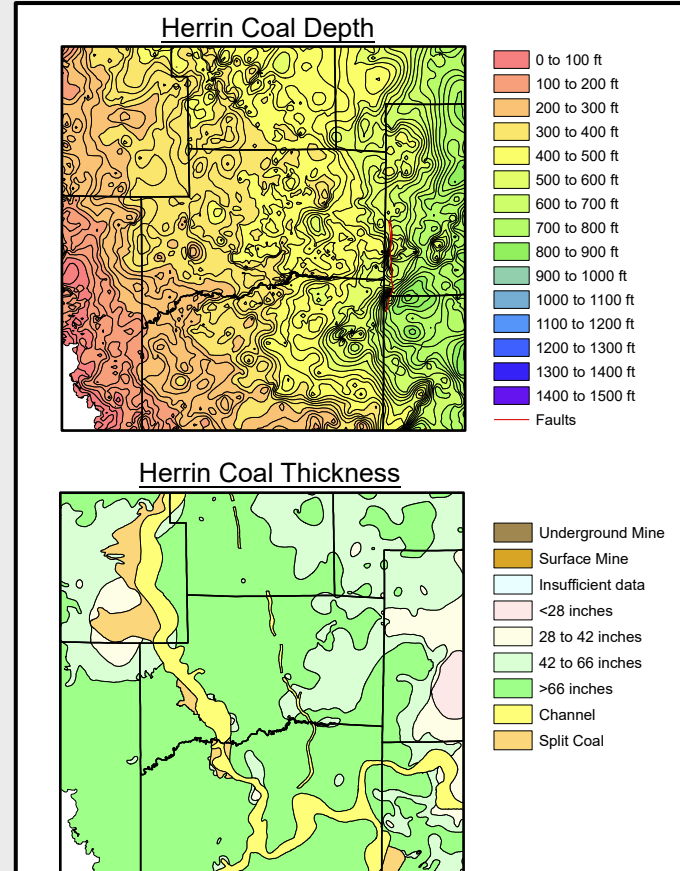 Herrin Coal Depth
0 to 100 ft
100 to 200 ft
200 to 300 ft
300 to 400 ft
400 to 500 ft
500 to 600 ft
600 to 700 ft
700 to 800 ft
800 to 900 ft
900 to 1000 ft
1000 to 1100 ft
1100 to 1200 ft
1200 to 1300 ft
1300 to 1400 ft
1400 to 1500 ft
Faults
Herrin Coal Thickness
Underground Mine
Surface Mine
Insufficient data
<28 inches
28 to 42 inches
42 to 66 inches
>66 inches
Channel
Split Coal